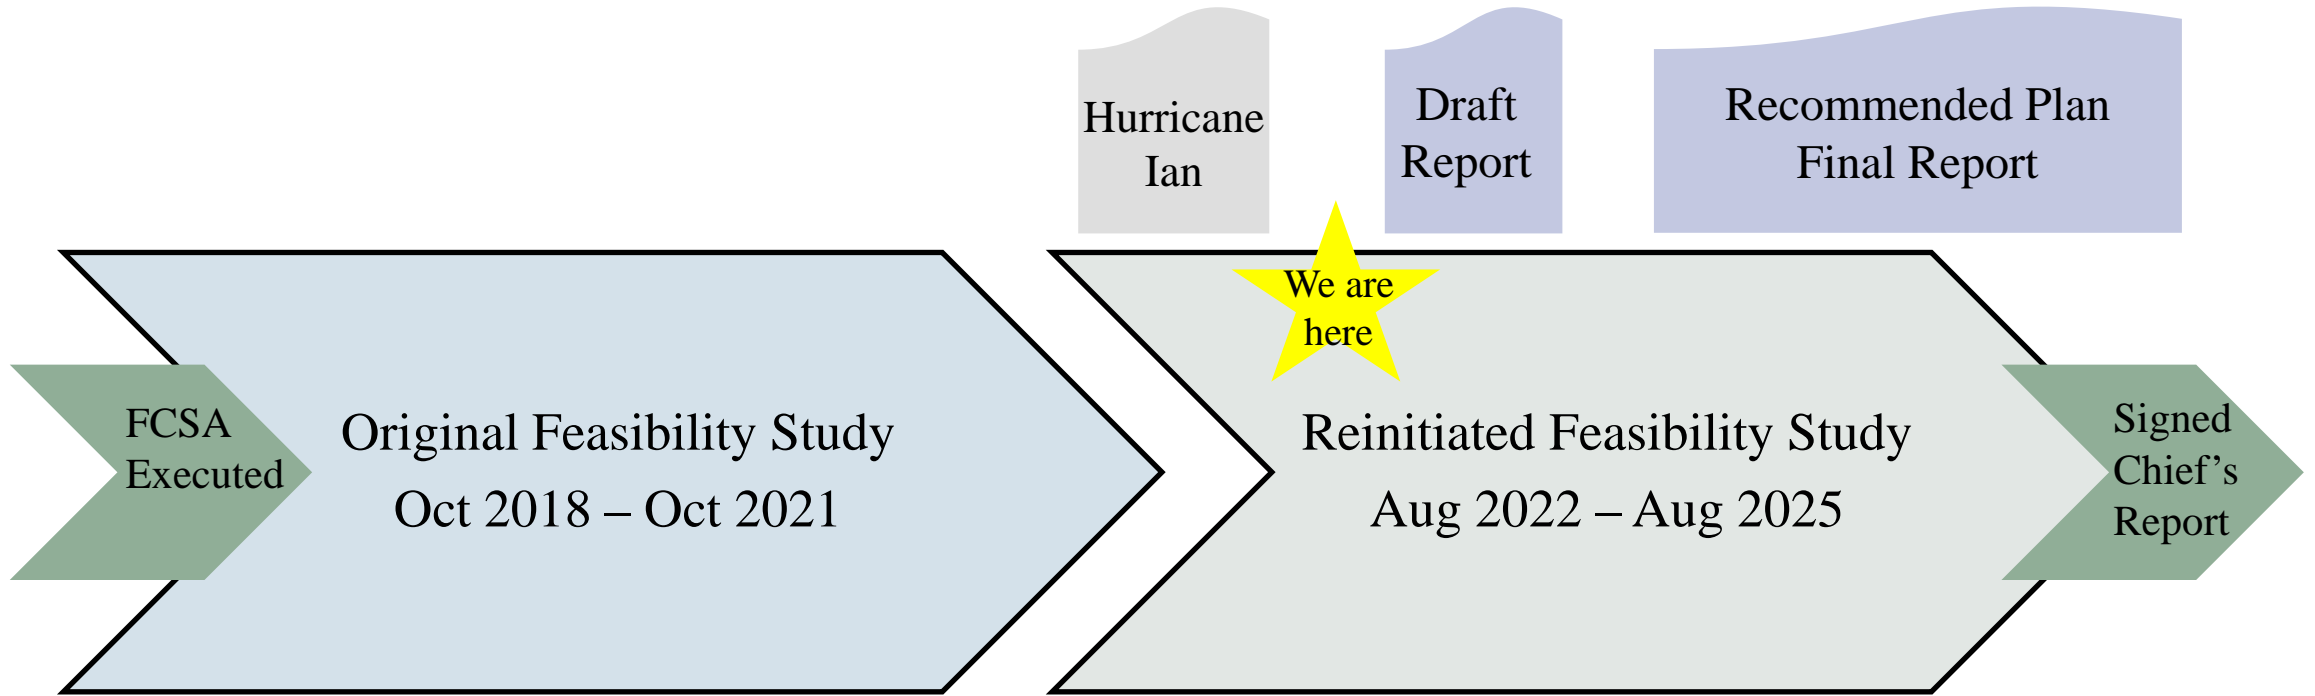 Hurricane
Ian
Draft
Report
Recommended Plan
Final Report
We are
here
FCSA
Executed
Original Feasibility Study
Oct 2018 – Oct 2021
Reinitiated Feasibility Study
Aug 2022 – Aug 2025
Signed
Chief’s
Report